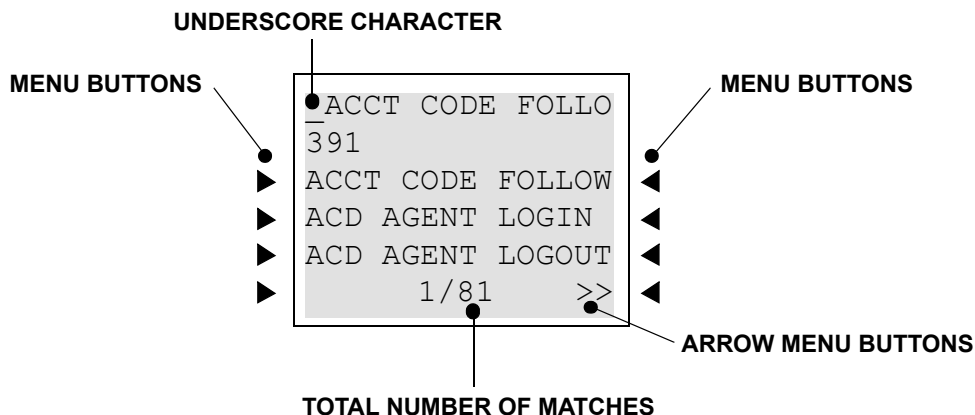 UNDERSCORE CHARACTER
MENU BUTTONS
MENU BUTTONS
_ACCT CODE FOLLO
391
ACCT CODE FOLLOW
ACD AGENT LOGIN
ACD AGENT LOGOUT
1/81 >>
ARROW MENU BUTTONS
TOTAL NUMBER OF MATCHES